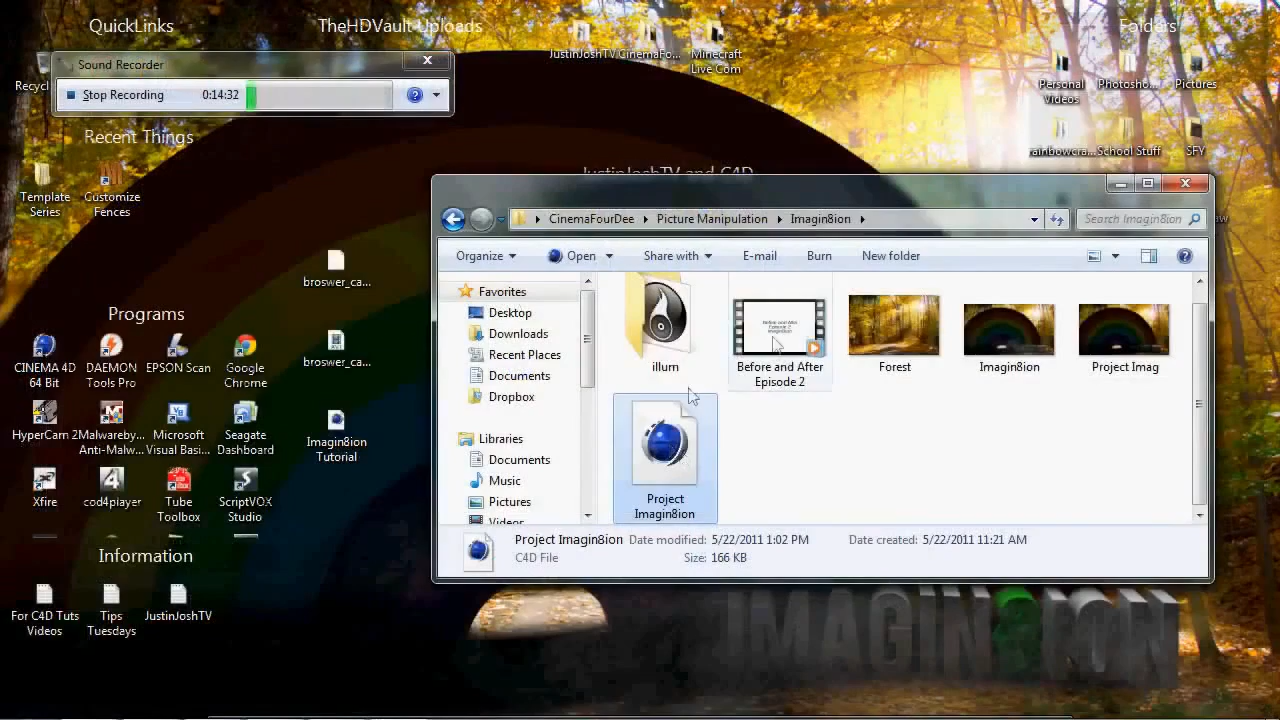 QuickLinks
TheHDVault Uploads
Folders
Sound Recorder
Stop Recording 0:14:32
JustinJoshTV
CinemaFo...
Minecraft
Live Com
Recycl
Personal
Videos
Photosho...
Pictures
Recent Things
School Stuff
SFY
Template
Series
Customize
Fences
JustinJoshTV and C4D
CinemaFourDee
Picture Manipulation
Imagin8ion
Search Imagin8ion
Organize
Open
Share with
E-mail
Burn
New folder
Favorites
Desktop
Downloads
Recent Places
Documents
Dropbox
Libraries
Documents
Music
Pictures
Videos
illum
Before and After
Episode 2
Imagin8ion
Before and After
Episode 2
Forest
Imagin8ion
Project Imag
Project
Imagin8ion
Project Imagin8ion Date modified: 5/22/2011 1:02 PM Date created: 5/22/2011 11:21 AM
C4D File Size: 166 KB
broswer_ca...
broswer_ca...
Imagin8ion
Tutorial
Programs
CINEMA 4D
64 Bit
DAEMON
Tools Pro
EPSON Scan
Google
Chrome
HyperCam 2
Malwareby...
Anti-Malw...
Microsoft
Visual Basi...
Seagate
Dashboard
Xfire
cod4player
Tube
Toolbox
ScriptVOX
Studio
Information
For C4D Tuts
Videos
Tips
Tuesdays
JustinJoshTV
IMAGIN8ION